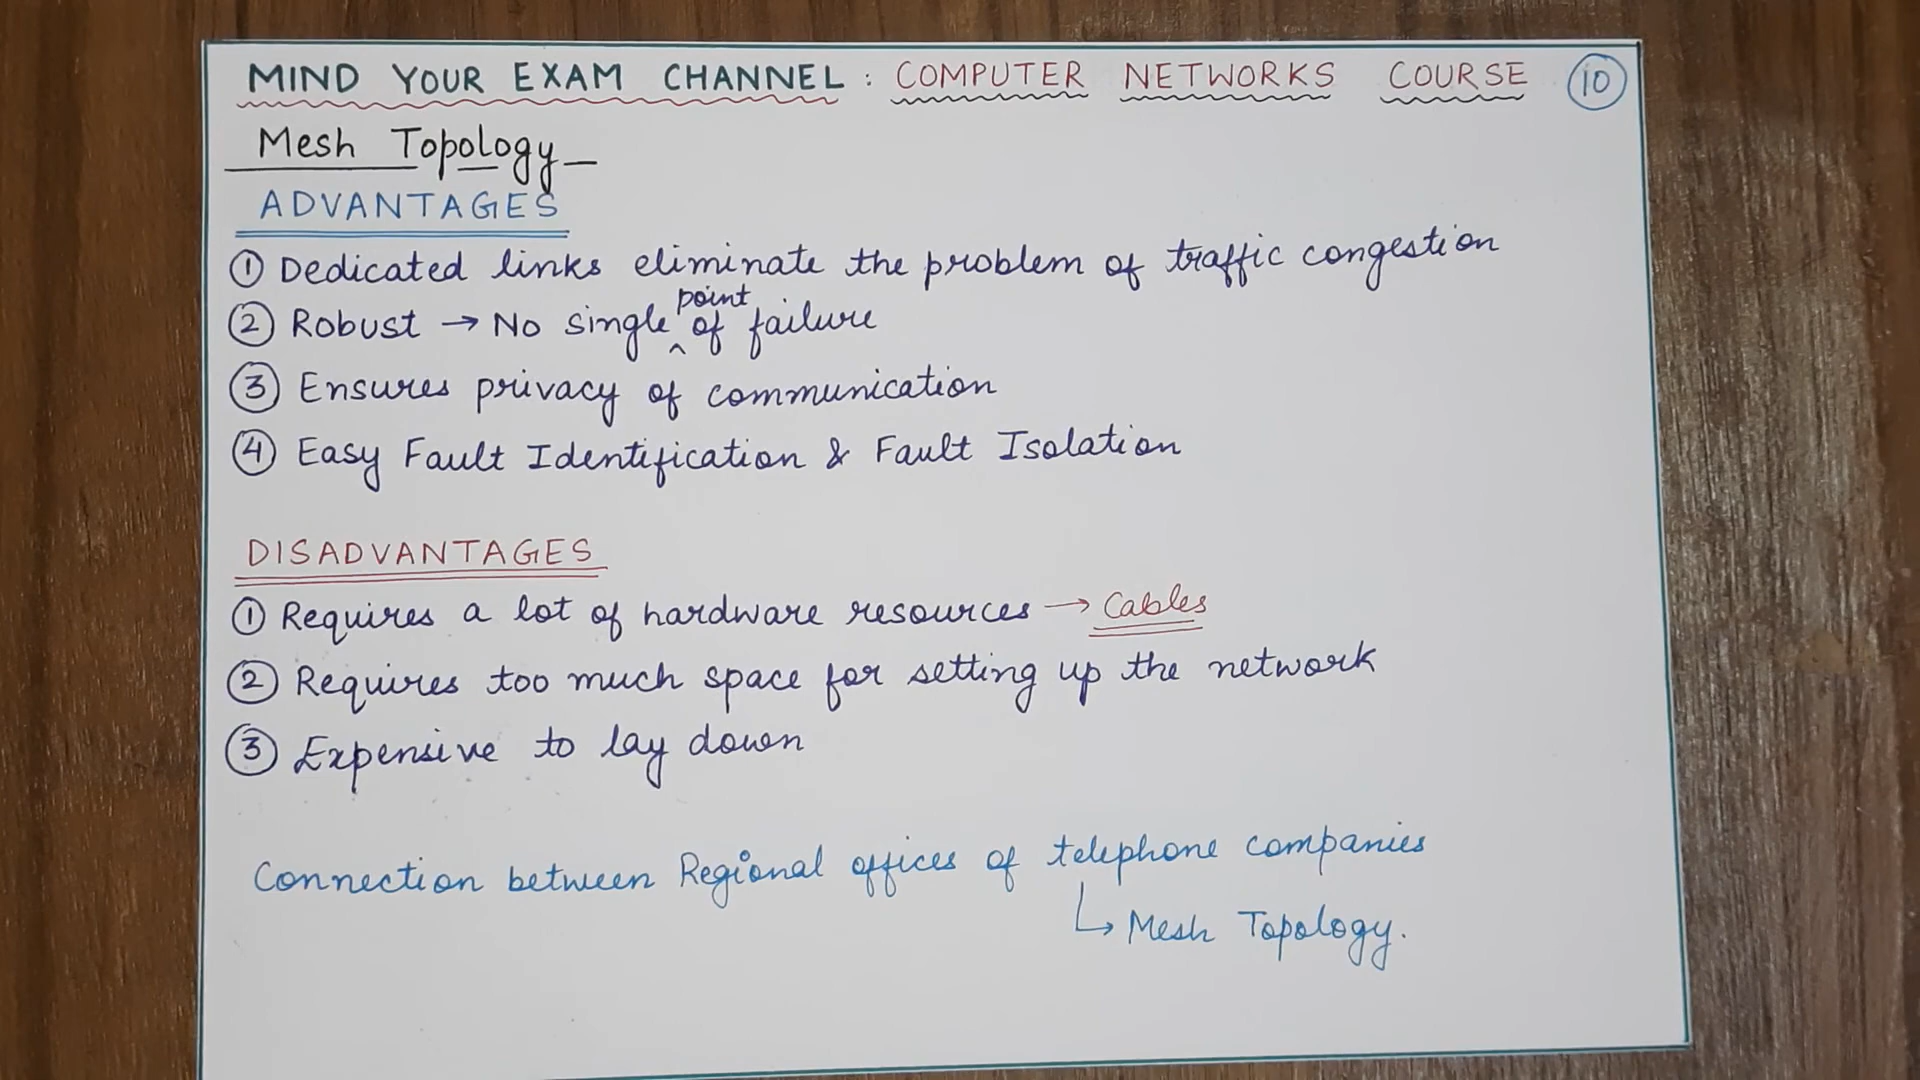 MIND YOUR EXAM CHANNEL : COMPUTER NETWORKS COURSE 10
Mesh Topology
ADVANTAGES
① Dedicated links eliminate the problem of traffic congestion
② Robust → No single point of failure
③ Ensures privacy of communication
④ Easy Fault Identification & Fault Isolation
DISADVANTAGES
① Requires a lot of hardware resources → Cables
② Requires too much space for setting up the network
③ Expensive to lay down
Connection between Regional offices of telephone companies
↳ Mesh Topology.